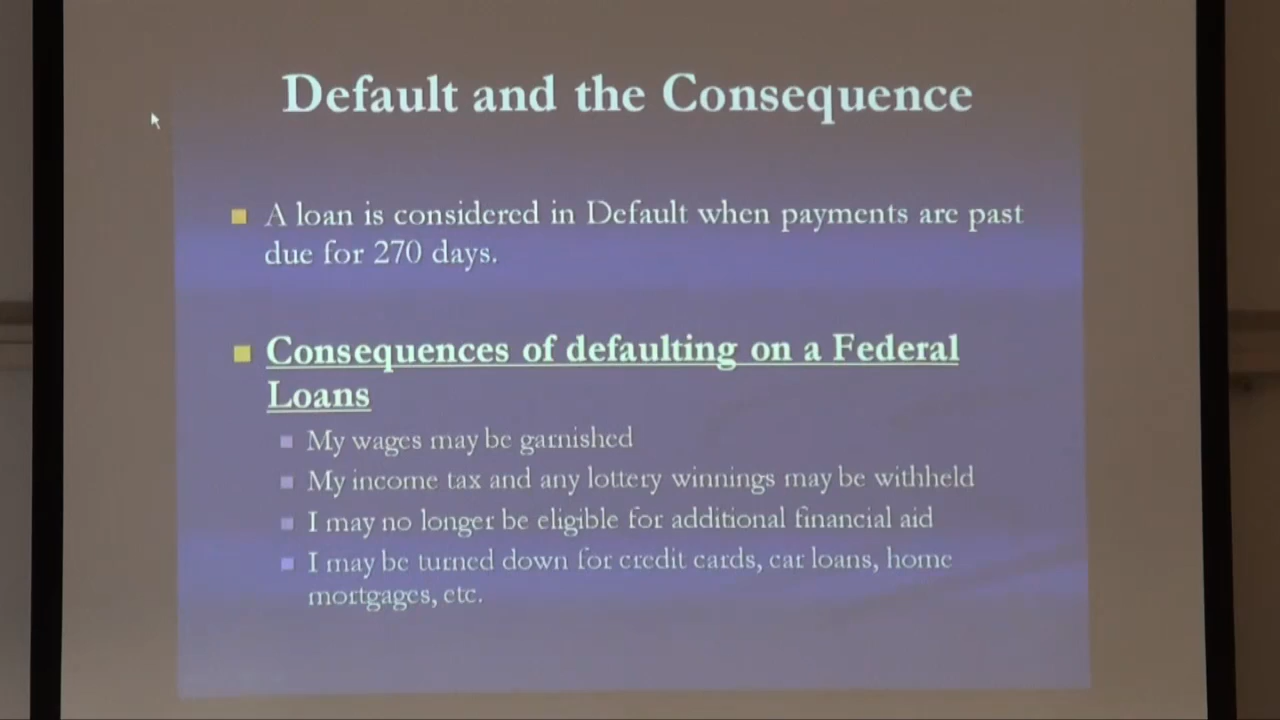 Default and the Consequence
A loan is considered in Default when payments are past
due for 270 days.
Consequences of defaulting on a Federal
Loans
My wages may be garnished
My income tax and any lottery winnings may be withheld
I may no longer be eligible for additional financial aid
I may be turned down for credit cards, car loans, home
mortgages, etc.